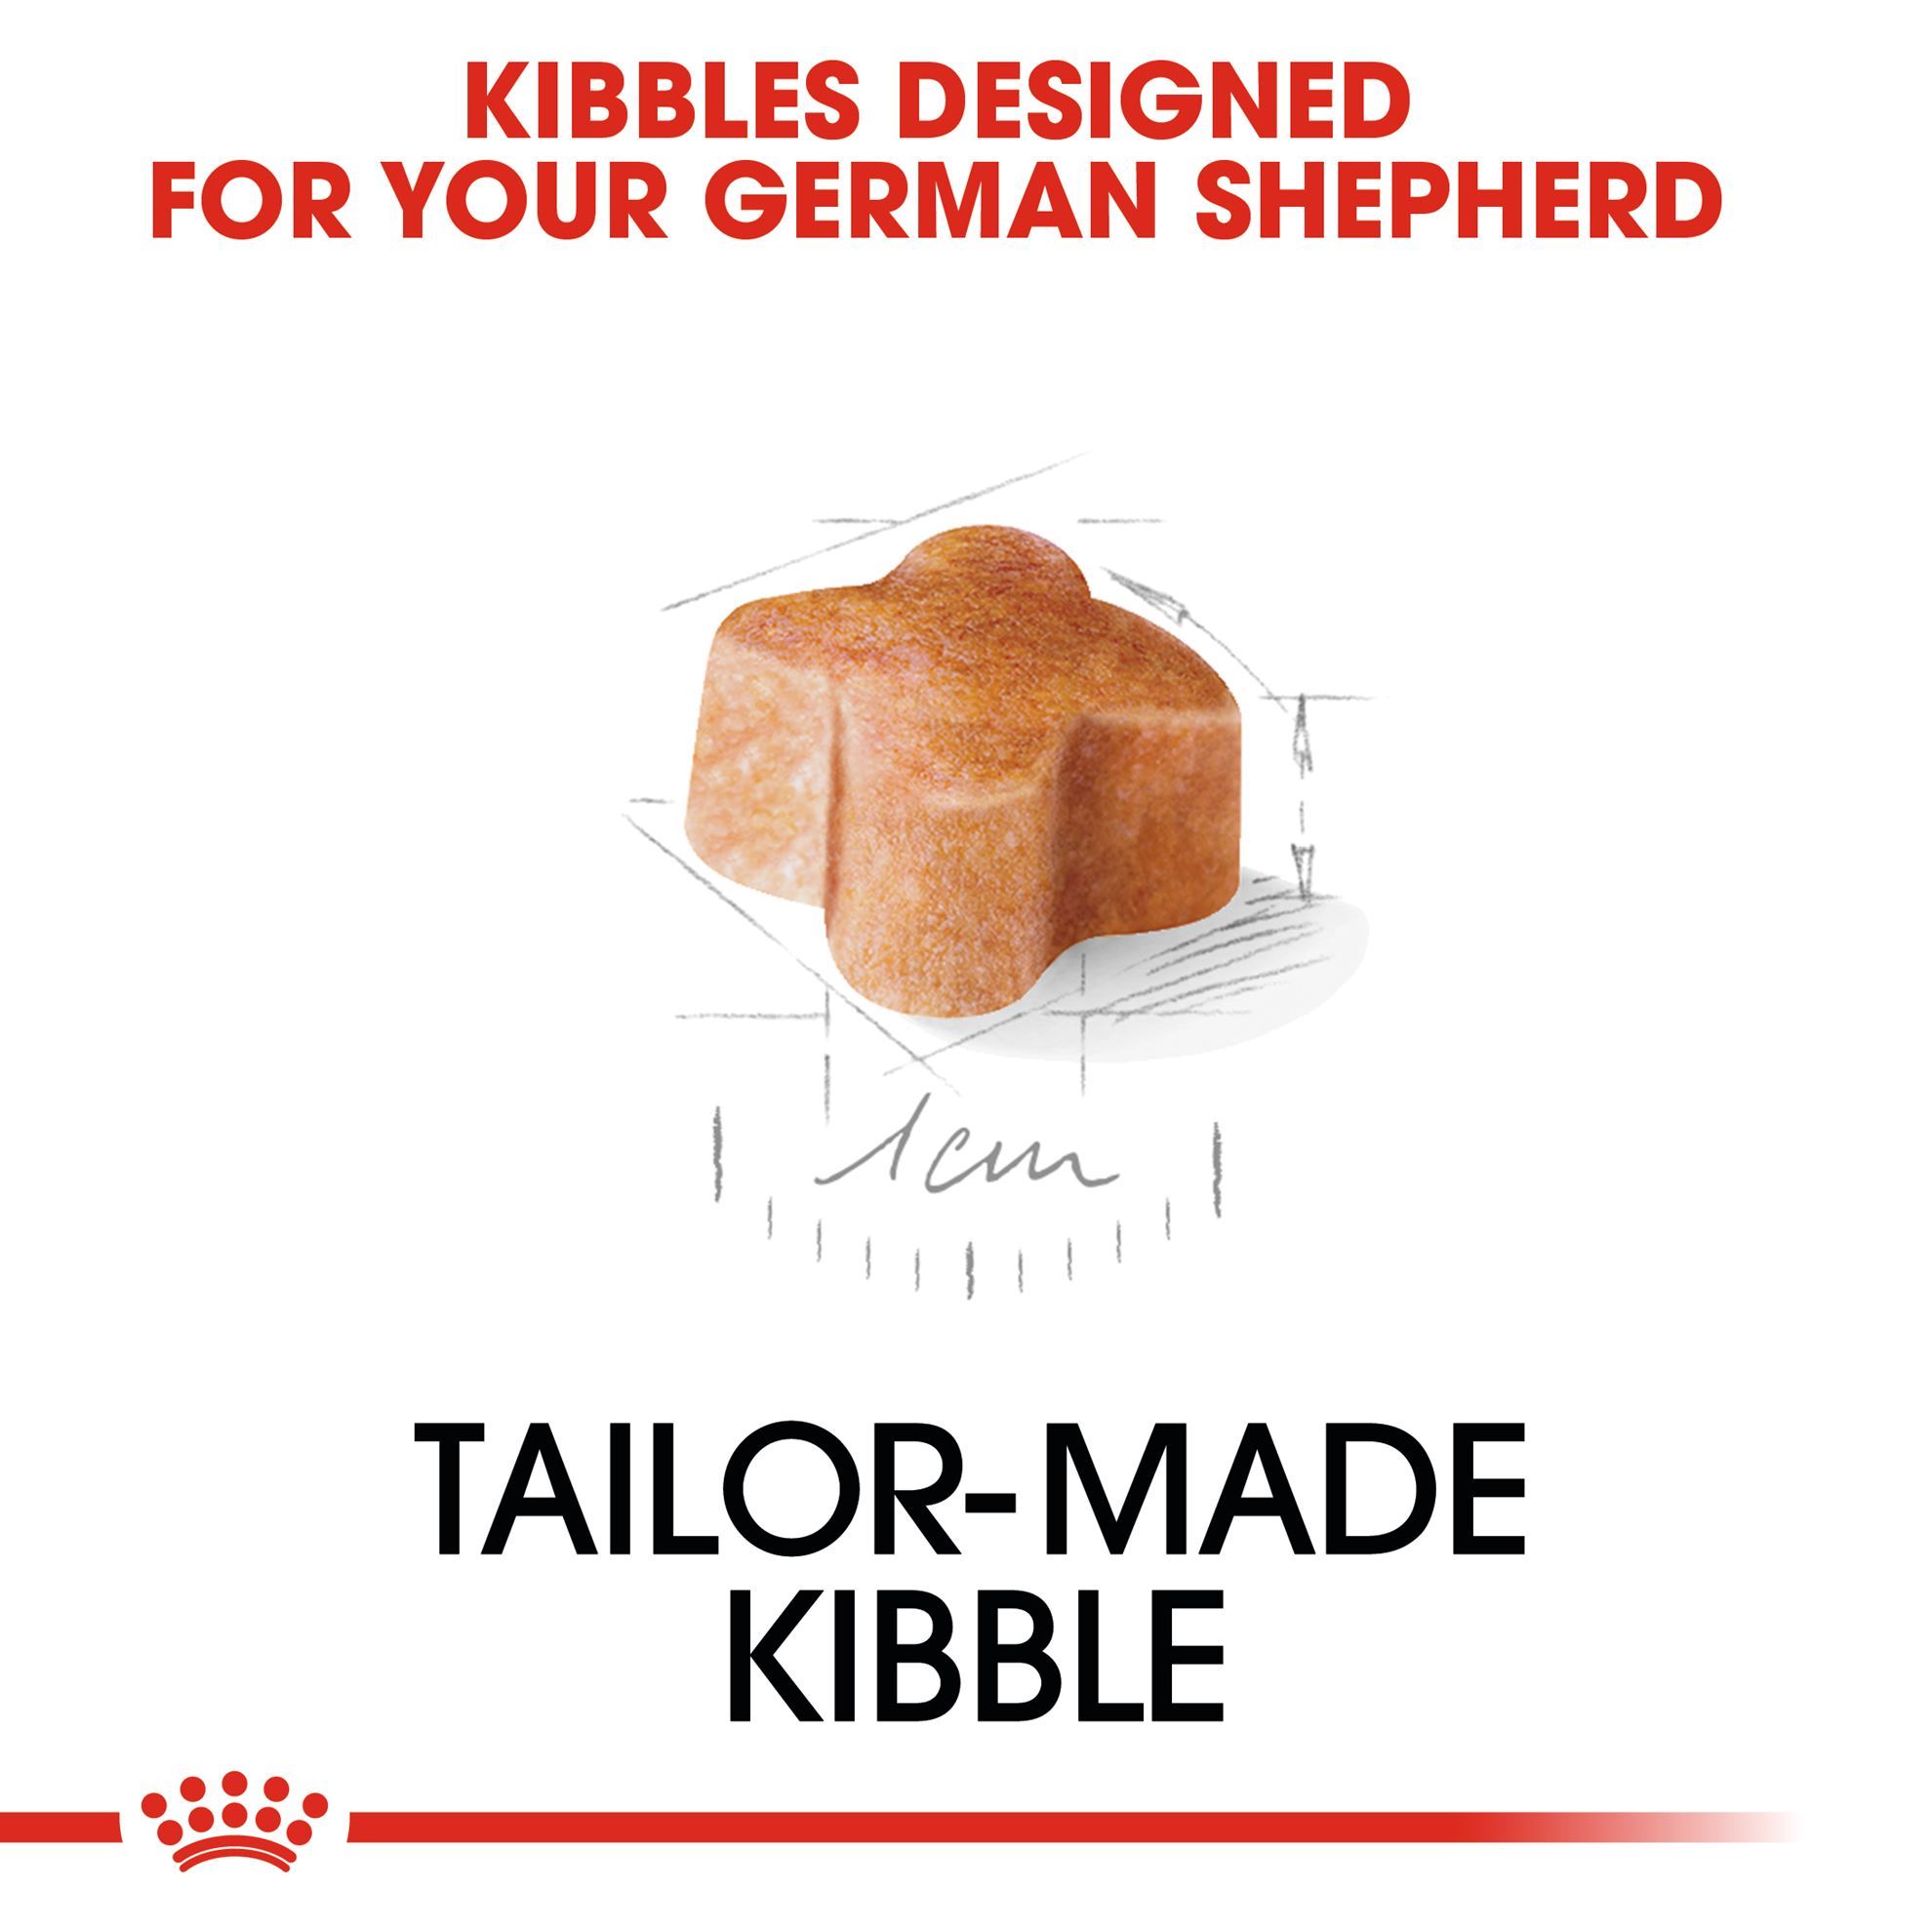 KIBBLES DESIGNED
FOR YOUR GERMAN SHEPHERD
1cm
TAILOR-MADE
KIBBLE